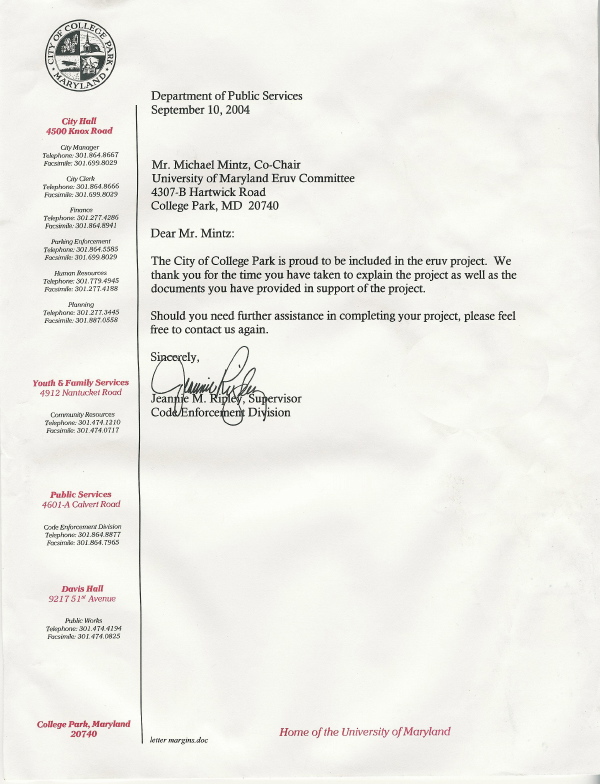 CITY OF COLLEGE PARK,
MARYLAND
City Hall
4500 Knox Road
City Manager
Telephone: 301.864.8667
Facsimile: 301.699.8029
City Clerk
Telephone: 301.864.8666
Facsimile: 301.699.8029
Finance
Telephone: 301.277.4286
Facsimile: 301.864.8941
Parking Enforcement
Telephone: 301.864.5585
Facsimile: 301.699.8029
Human Resources
Telephone: 301.779.4945
Facsimile: 301.277.4188
Planning
Telephone: 301.277.3445
Facsimile: 301.887.0558
Youth & Family Services
4912 Nantucket Road
Community Resources
Telephone: 301.474.1210
Facsimile: 301.474.0717
Public Services
4601-A Calvert Road
Code Enforcement Division
Telephone: 301.864.8877
Facsimile: 301.864.7965
Davis Hall
9217 51st Avenue
Public Works
Telephone: 301.474.4194
Facsimile: 301.474.0825
College Park, Maryland
20740
Department of Public Services
September 10, 2004
Mr. Michael Mintz, Co-Chair
University of Maryland Eruv Committee
4307-B Hartwick Road
College Park, MD 20740
Dear Mr. Mintz:
The City of College Park is proud to be included in the eruv project. We
thank you for the time you have taken to explain the project as well as the
documents you have provided in support of the project.
Should you need further assistance in completing your project, please feel
free to contact us again.
Sincerely,
Jeannie Ripley
Jeannie M. Ripley, Supervisor
Code Enforcement Division
letter margins.doc
Home of the University of Maryland